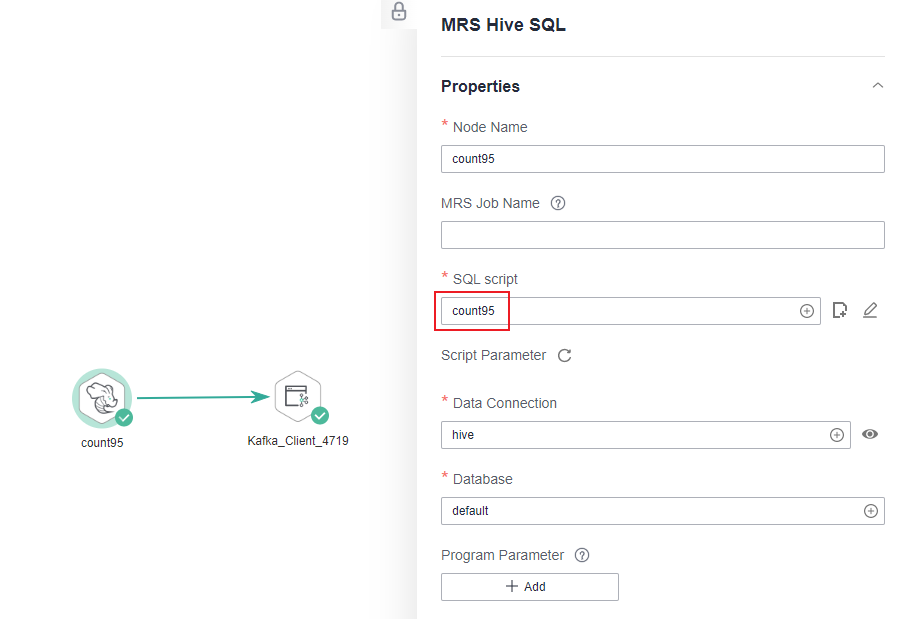 MRS Hive SQL
Properties
* Node Name
count95
MRS Job Name ?
* SQL script
count95
Script Parameter
* Data Connection
hive
* Database
default
Program Parameter ?
Add
count95
Kafka_Client_4719